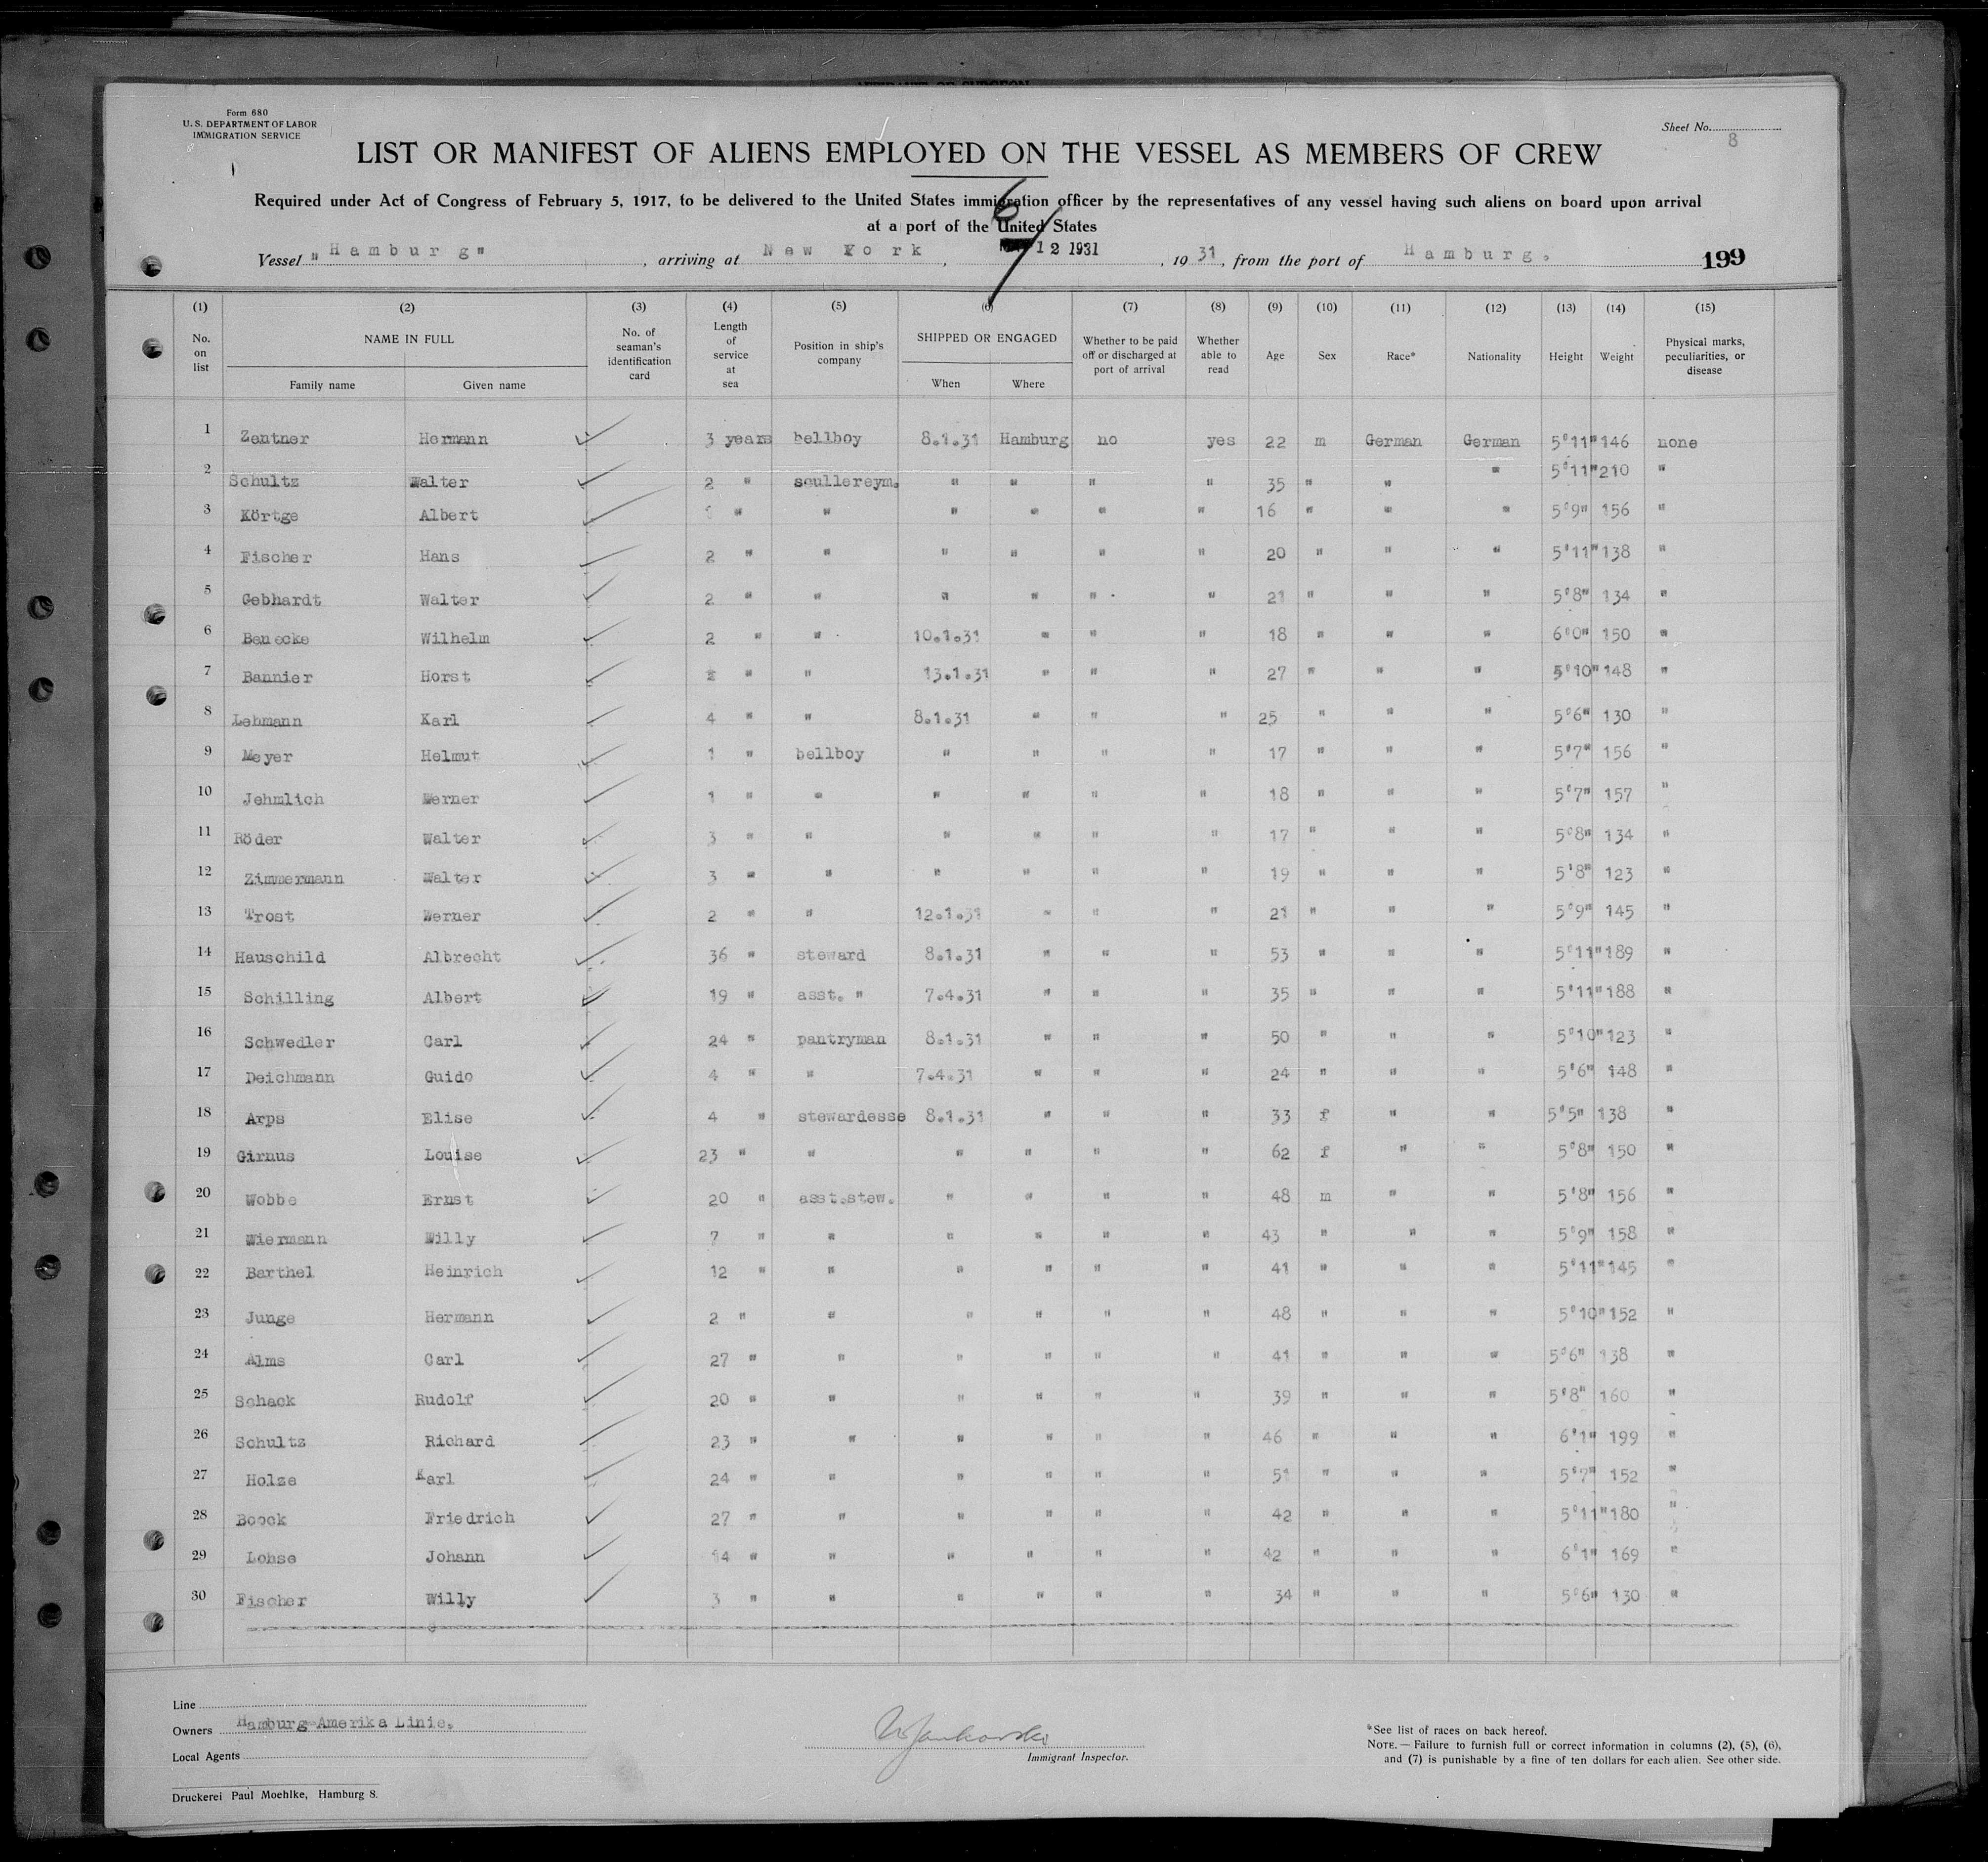 Form 680
U. S. DEPARTMENT OF LABOR
IMMIGRATION SERVICE
Sheet No. 8
LIST OR MANIFEST OF ALIENS EMPLOYED ON THE VESSEL AS MEMBERS OF CREW
Required under Act of Congress of February 5, 1917, to be delivered to the United States immigration officer by the representatives of any vessel having such aliens on board upon arrival
at a port of the United States
Vessel "Hamburg", arriving at New York, 12 1931, 1931, from the port of Hamburg. 199
(1) (2) (3) (4) (5) (6) (7) (8) (9) (10) (11) (12) (13) (14) (15)
No. on list NAME IN FULL Family name Given name No. of seaman's identification card Length of service at sea Position in ship's company SHIPPED OR ENGAGED When Where Whether to be paid off or discharged at port of arrival Whether able to read Age Sex Race* Nationality Height Weight Physical marks, peculiarities, or disease
1 Zentner Hermann 3 years bellboy 8.1.31 Hamburg no yes 22 m German German 5'11" 146 none
2 Schultz Walter 2 " scullereym. " " " " 35 " " " 5'11" 210 "
3 Körtge Albert " " " " " " 16 " " " 5'9" 156 "
4 Fischer Hans 2 " " " " " " 20 " " " 5'11" 138 "
5 Gebhardt Walter 2 " " " " " " 21 " " " 5'8" 134 "
6 Benecke Wilhelm 2 " " 10.1.31 " " " 18 " " " 6'0" 150 "
7 Bannier Horst " " 13.1.31 " " " 27 " " " 5'10" 148 "
8 Lehmann Karl 4 " " 8.1.31 " " " 25 " " " 5'6" 130 "
9 Meyer Helmut 1 " bellboy " " " " 17 " " " 5'7" 156 "
10 Jehmlich Werner 1 " " " " " " 18 " " " 5'7" 157 "
11 Röder Walter 3 " " " " " " 17 " " " 5'8" 134 "
12 Zimmermann Walter 3 " " " " " " 19 " " " 5'8" 123 "
13 Trost Werner 2 " " 12.1.31 " " " 21 " " " 5'9" 145 "
14 Hauschild Albrecht 36 " steward 8.1.31 " " " 53 " " " 5'11" 189 "
15 Schilling Albert 19 " asst. " 7.4.31 " " " 35 " " " 5'11" 188 "
16 Schwedler Carl 24 " pantryman 8.1.31 " " " 50 " " " 5'10" 123 "
17 Deichmann Guido 4 " " 7.4.31 " " " 24 " " " 5'6" 148 "
18 Arps Elise 4 " stewardesse 8.1.31 " " " 33 f " " 5'5" 138 "
19 Girnus Louise 23 " " " " " " 62 f " " 5'8" 150 "
20 Wobbe Ernst 20 " asst.stew. " " " " 48 m " " 5'8" 156 "
21 Wiermann Willy 7 " " " " " " 43 " " " 5'9" 158 "
22 Barthel Heinrich 12 " " " " " " 41 " " " 5'11" 145 "
23 Junge Hermann 2 " " " " " " 48 " " " 5'10" 152 "
24 Alms Carl 27 " " " " " " 41 " " " 5'6" 138 "
25 Schack Rudolf 20 " " " " " " 39 " " " 5'8" 160 "
26 Schultz Richard 23 " " " " " " 46 " " " 6'1" 199 "
27 Holze Karl 24 " " " " " " 51 " " " 5'7" 152 "
28 Boock Friedrich 27 " " " " " " 42 " " " 5'11" 180 "
29 Lohse Johann 14 " " " " " " 42 " " " 6'1" 169 "
30 Fischer Willy 3 " " " " " " 34 " " " 5'6" 130 "
Line
Owners Hamburg-Amerika Linie.
Local Agents
Immigrant Inspector.
*See list of races on back hereof.
NOTE. — Failure to furnish full or correct information in columns (2), (5), (6),
and (7) is punishable by a fine of ten dollars for each alien. See other side.
Druckerei Paul Moehlke, Hamburg 8.